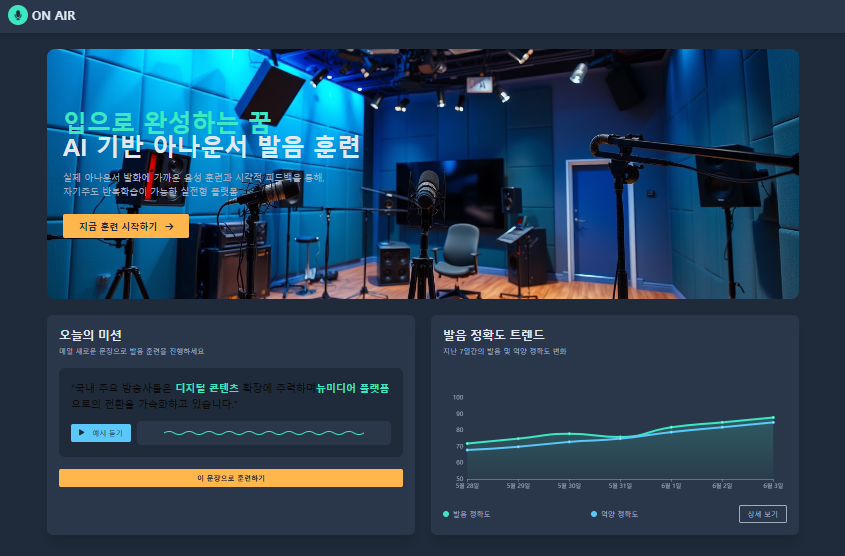 ON AIR
입으로 완성하는 꿈
AI 기반 아나운서 발음 훈련
실제 아나운서 발화에 가까운 음성 훈련과 시각적 피드백을 통해,
자기주도 반복학습이 가능한 실전형 플랫폼
지금 훈련 시작하기 →
오늘의 미션
매일 새로운 문장으로 발음 훈련을 진행하세요
"국내 주요 방송사들은 디지털 콘텐츠 확장에 주력하며 뉴미디어 플랫폼
으로의 전환을 가속화하고 있습니다."
예시 듣기
이 문장으로 훈련하기
발음 정확도 트렌드
지난 7일간의 발음 및 억양 정확도 변화
100
90
80
70
60
50
5월 28일 5월 29일 5월 30일 5월 31일 6월 1일 6월 2일 6월 3일
발음 정확도 억양 정확도 상세 보기